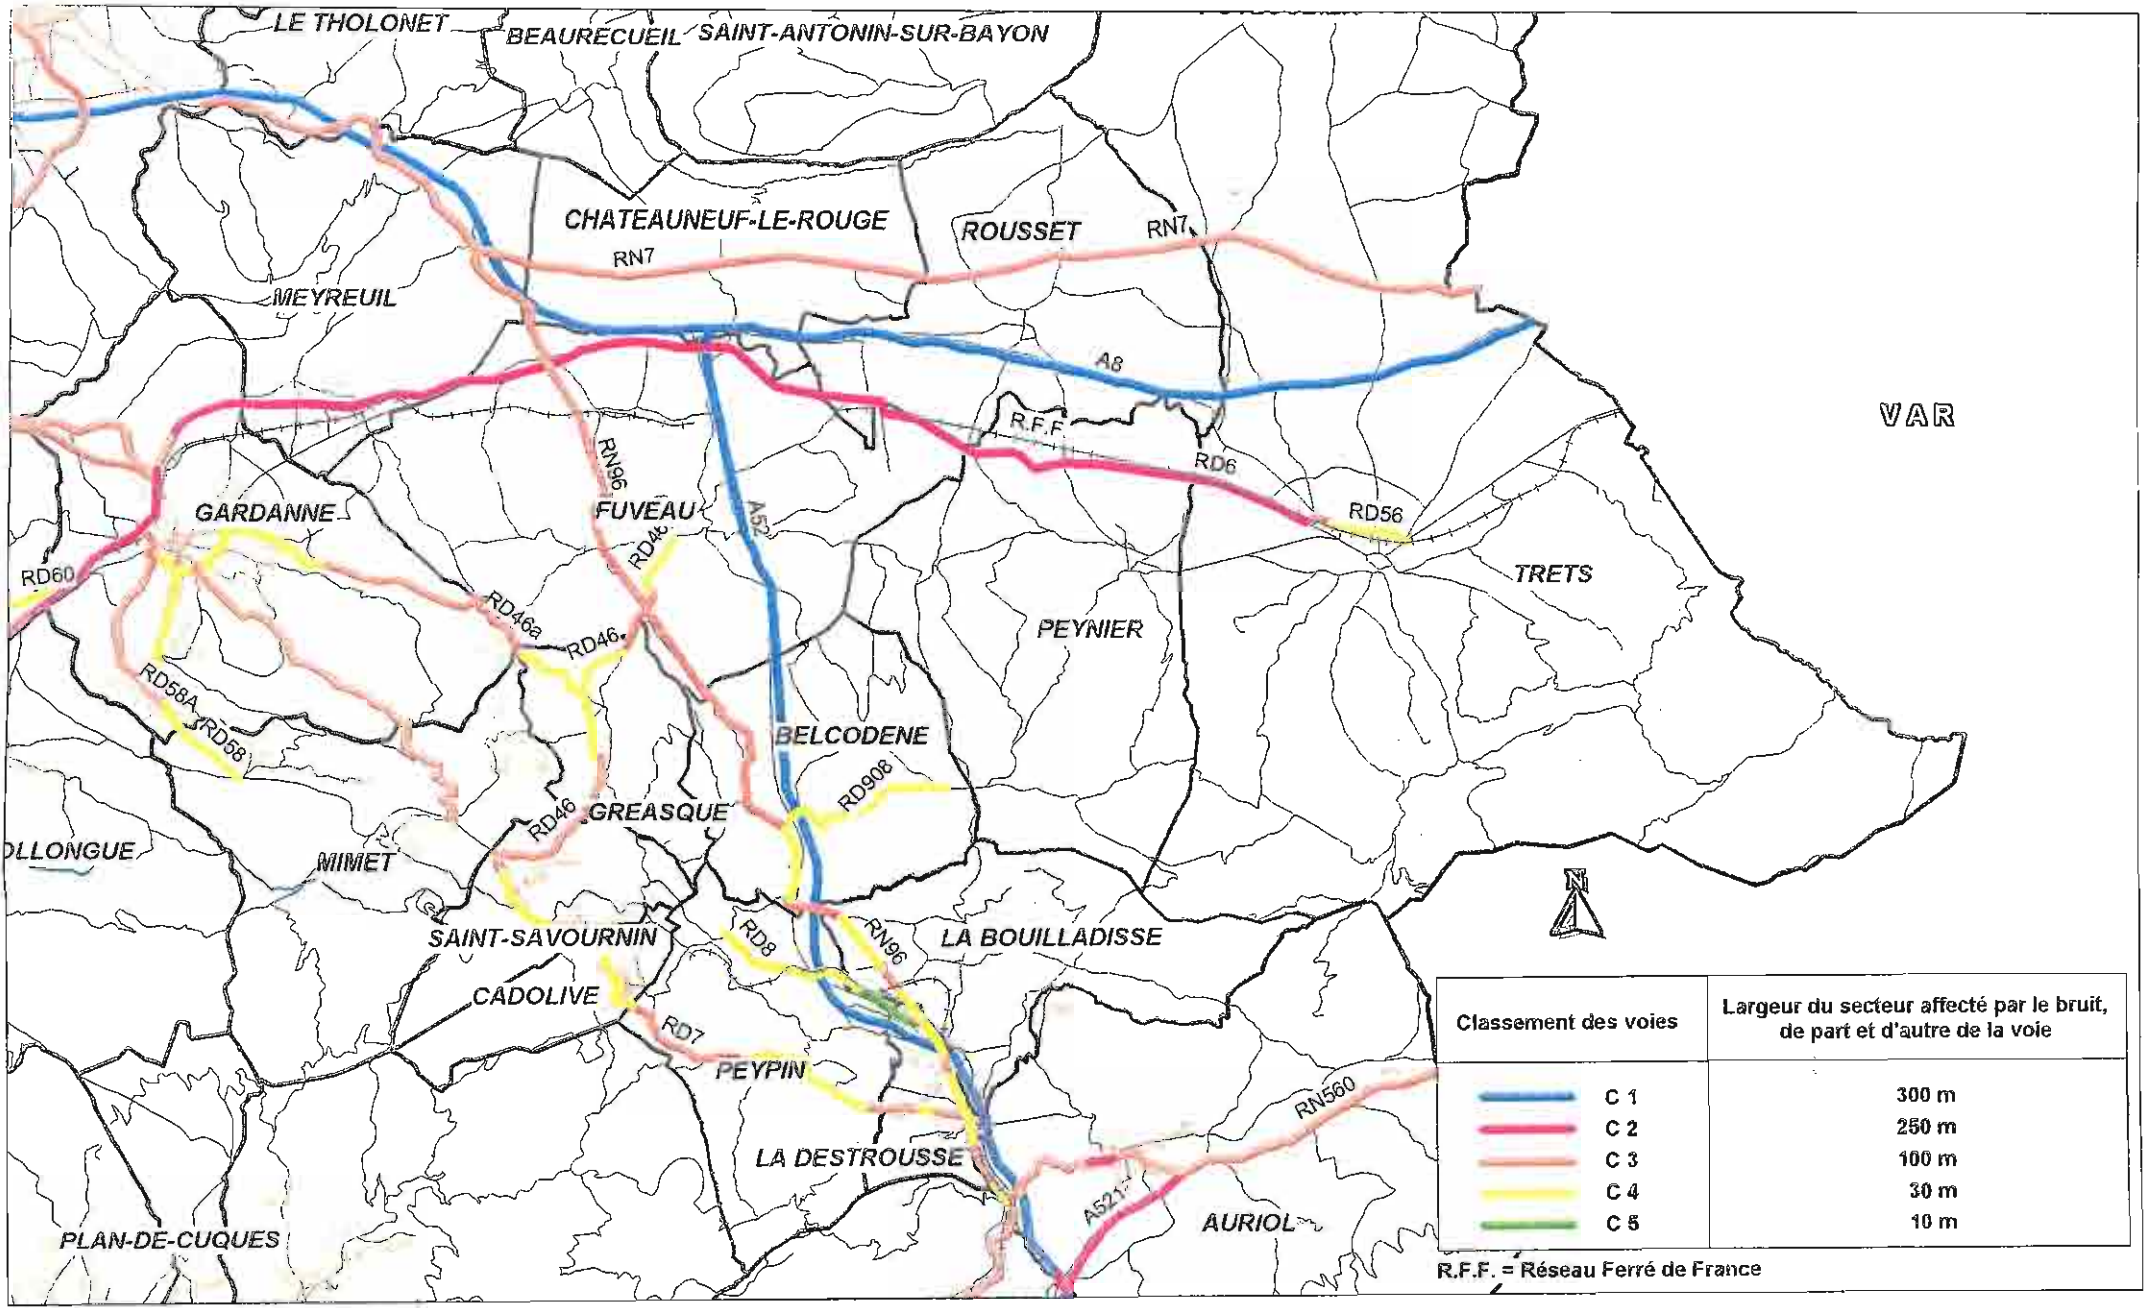 LE THOLONET
BEAURECUEIL
SAINT-ANTONIN-SUR-BAYON
CHATEAUNEUF-LE-ROUGE
ROUSSET
RN7
RN7
MEYREUIL
A8
VAR
R.F.F.
RD6
RN96
GARDANNE
FUVEAU
A52
RD56
RD46
RD60
TRETS
RD46a
RD46
PEYNIER
RD58A
RD58
BELCODENE
RD908
RD46
GREASQUE
OLLONGUE
MIMET
N
SAINT-SAVOURNIN
RD8
RN96
LA BOUILLADISSE
CADOLIVE
RD7
PEYPIN
RN560
LA DESTROUSSE
A521
AURIOL
PLAN-DE-CUQUES
Classement des voies
Largeur du secteur affecté par le bruit,
de part et d'autre de la voie
C 1 300 m
C 2 250 m
C 3 100 m
C 4 30 m
C 5 10 m
R.F.F. = Réseau Ferré de France